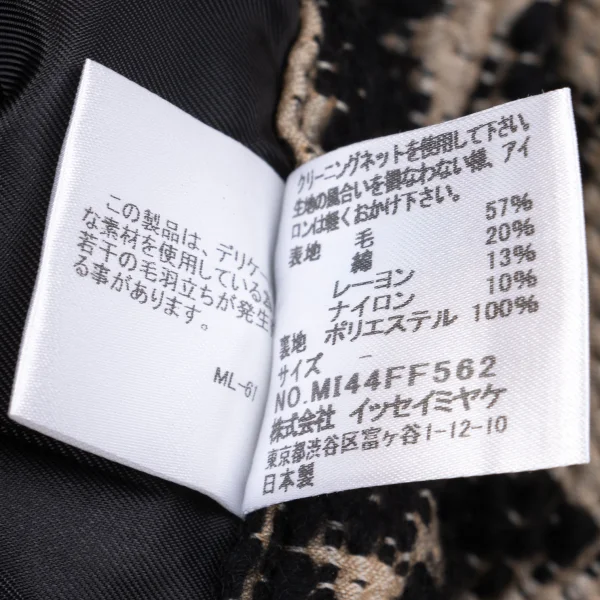 この製品は、デリケー
な素材を使用している
若干の毛羽立ちが発生
る事があります。
ML-61
クリーニングネットを使用して下さい。
生地の風合いを損なわない様、アイ
ロンは軽くおかけ下さい。
表地 毛 57%
綿 20%
レーヨン 13%
ナイロン 10%
裏地 ポリエステル 100%
サイズ -
NO.MI44FF562
株式会社 イッセイミヤケ
東京都渋谷区富ヶ谷1-12-10
日本製